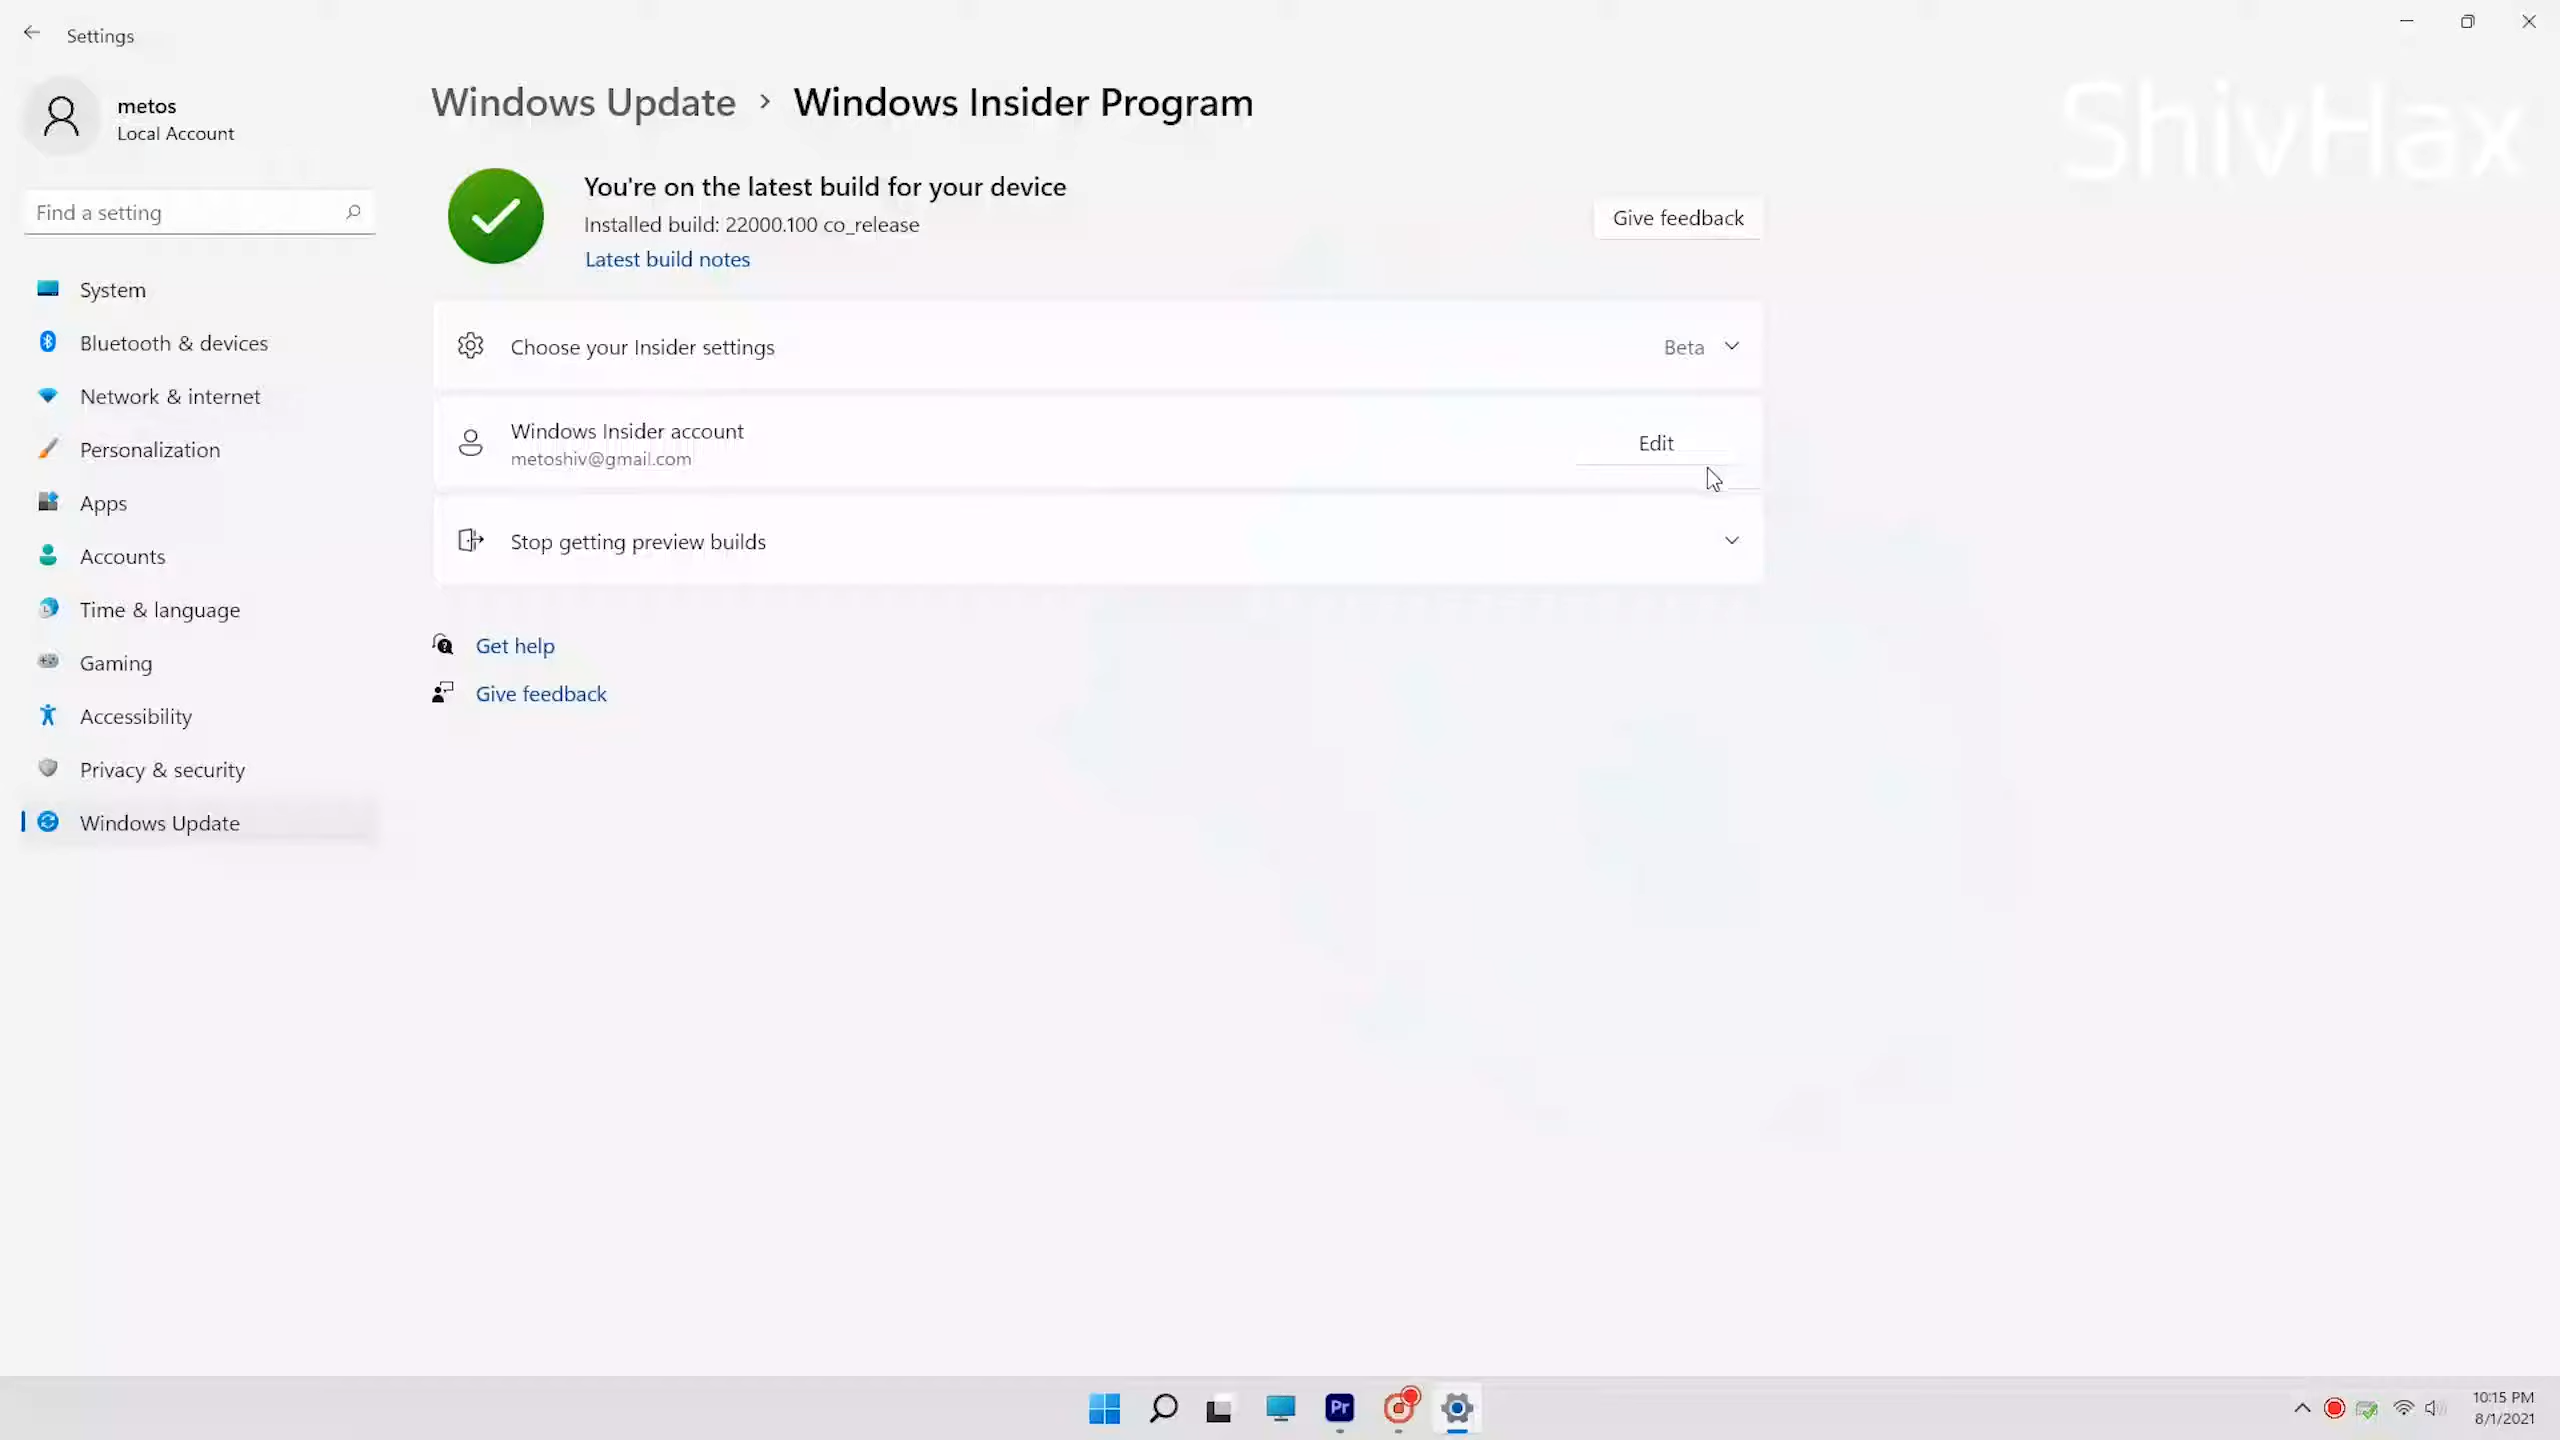 Settings
metos
Local Account
Find a setting
System
Bluetooth & devices
Network & internet
Personalization
Apps
Accounts
Time & language
Gaming
Accessibility
Privacy & security
Windows Update
Windows Update > Windows Insider Program
ShivHax
You're on the latest build for your device
Installed build: 22000.100 co_release
Latest build notes
Give feedback
Choose your Insider settings
Beta
Windows Insider account
metoshiv@gmail.com
Edit
Stop getting preview builds
Get help
Give feedback
Pr
10:15 PM
8/1/2021